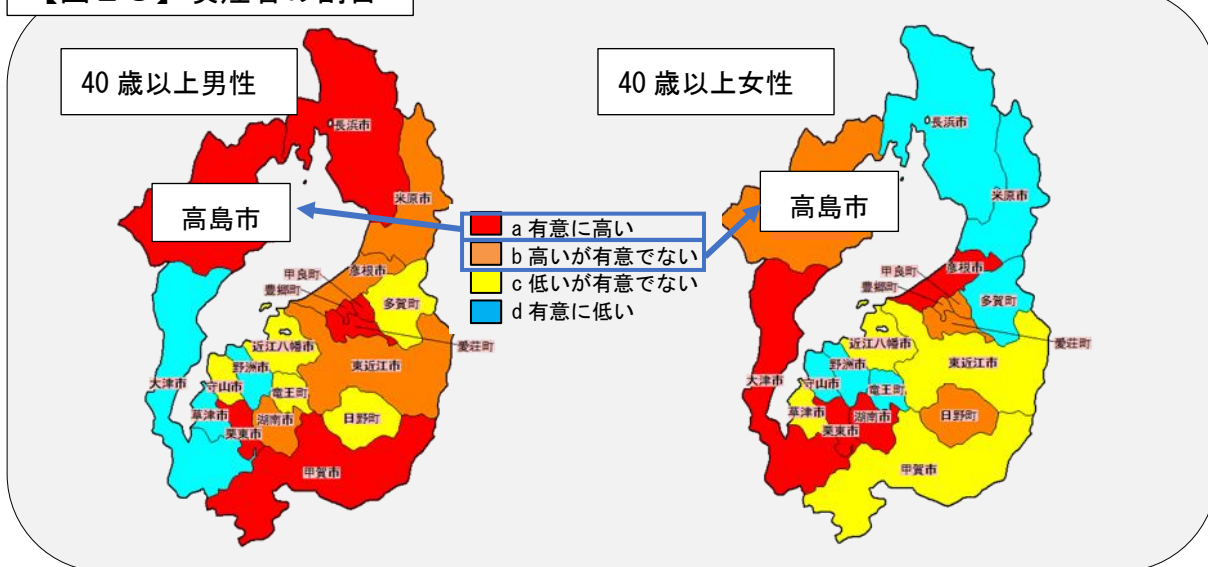 40 歳以上男性
長浜市
米原市
高島市
彦根市
甲良町
豊郷町
多賀町
愛荘町
近江八幡市
東近江市
野洲市
守山市
大津市
竜王町
草津市
湖南市
日野町
栗東市
甲賀市
a 有意に高い
b 高いが有意でない
c 低いが有意でない
d 有意に低い
40 歳以上女性
長浜市
米原市
高島市
彦根市
甲良町
豊郷町
多賀町
愛荘町
近江八幡市
東近江市
野洲市
守山市
大津市
竜王町
草津市
湖南市
日野町
栗東市
甲賀市